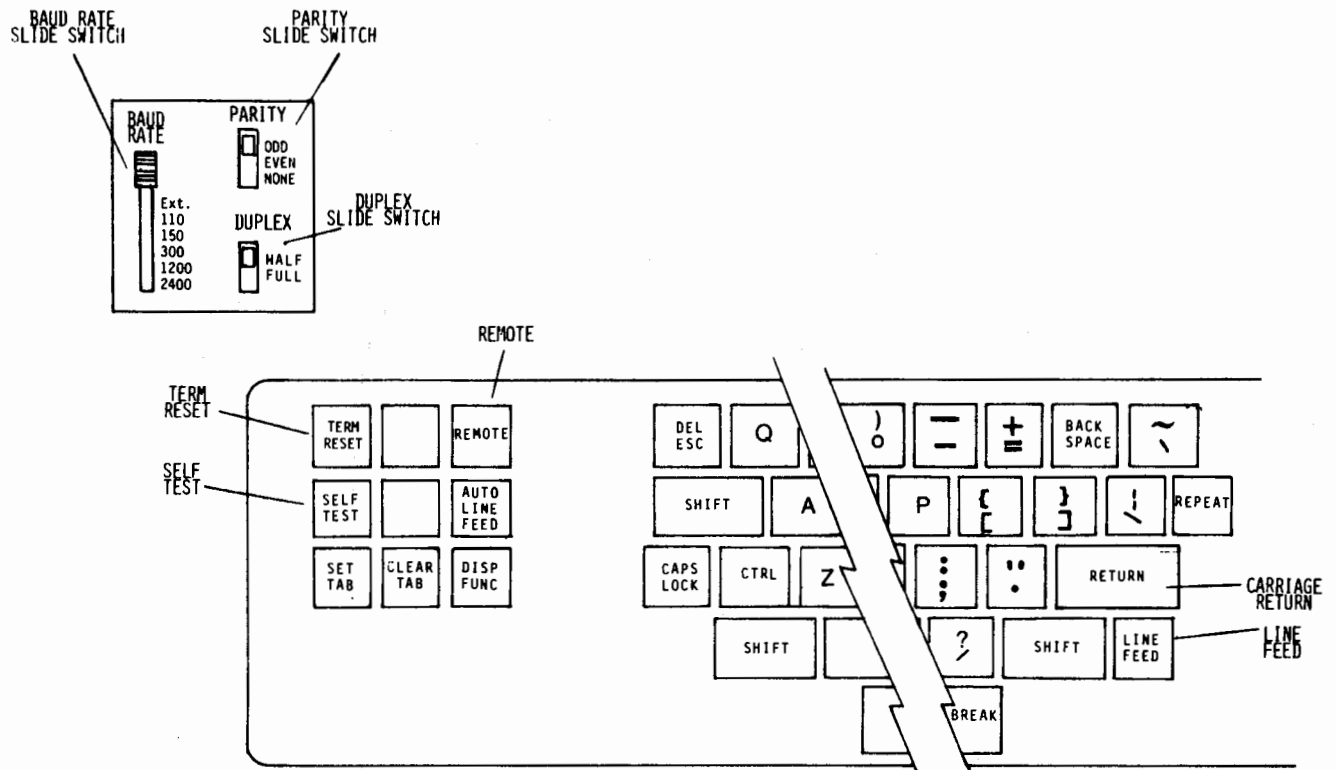 BAUD RATE
SLIDE SWITCH
PARITY
SLIDE SWITCH
BAUD
RATE
Ext.
110
150
300
1200
2400
PARITY
ODD
EVEN
NONE
DUPLEX
HALF
FULL
DUPLEX
SLIDE SWITCH
REMOTE
TERM
RESET
SELF
TEST
TERM
RESET
REMOTE
SELF
TEST
AUTO
LINE
FEED
SET
TAB
CLEAR
TAB
DISP
FUNC
DEL
ESC
Q
)
0
—
–
+
=
BACK
SPACE
~
`
SHIFT
A
P
{
[
}
]
¦
\
REPEAT
CAPS
LOCK
CTRL
Z
:
;
"
.
RETURN
SHIFT
?
/
SHIFT
LINE
FEED
BREAK
CARRIAGE
RETURN
LINE
FEED